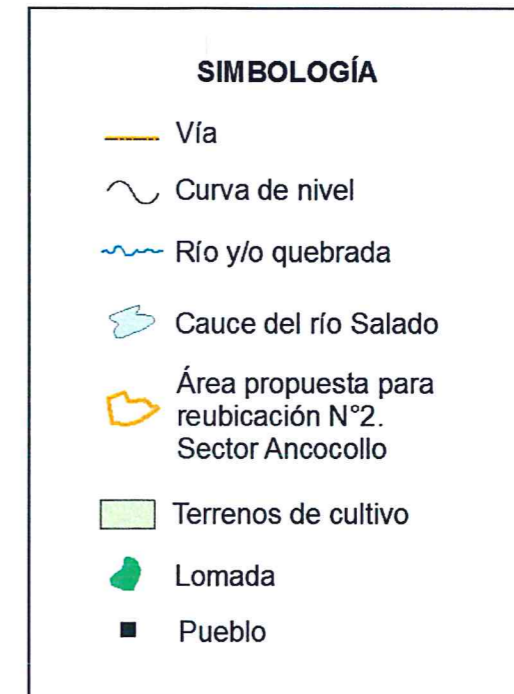 SIMBOLOGÍA
Vía
Curva de nivel
Río y/o quebrada
Cauce del río Salado
Área propuesta para
reubicación N°2.
Sector Ancocollo
Terrenos de cultivo
Lomada
Pueblo